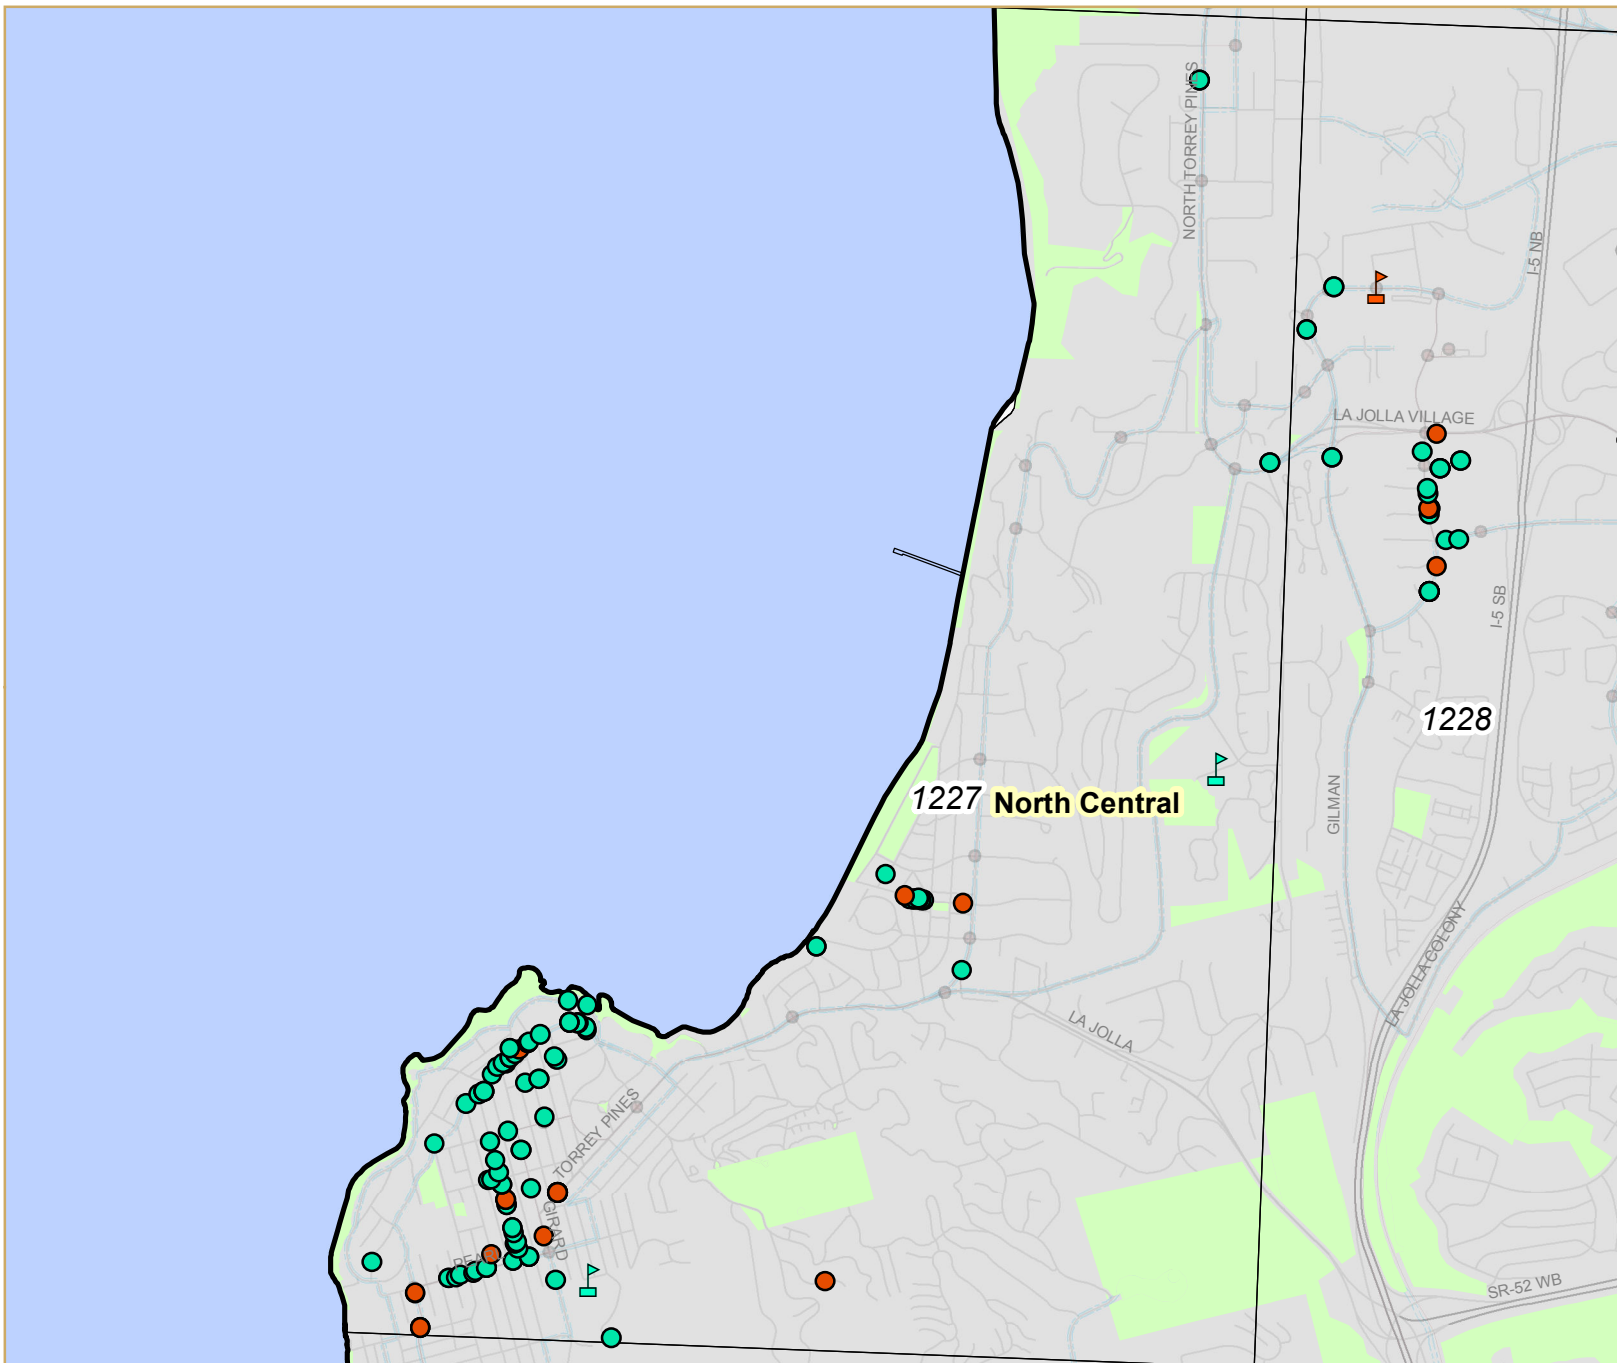 NORTH TORREY PINES
I-5 NB
LA JOLLA VILLAGE
I-5 SB
1228
1227 North Central
GILMAN
LA JOLLA COLONY
LA JOLLA
TORREY PINES
GIRARD
SR-52 WB